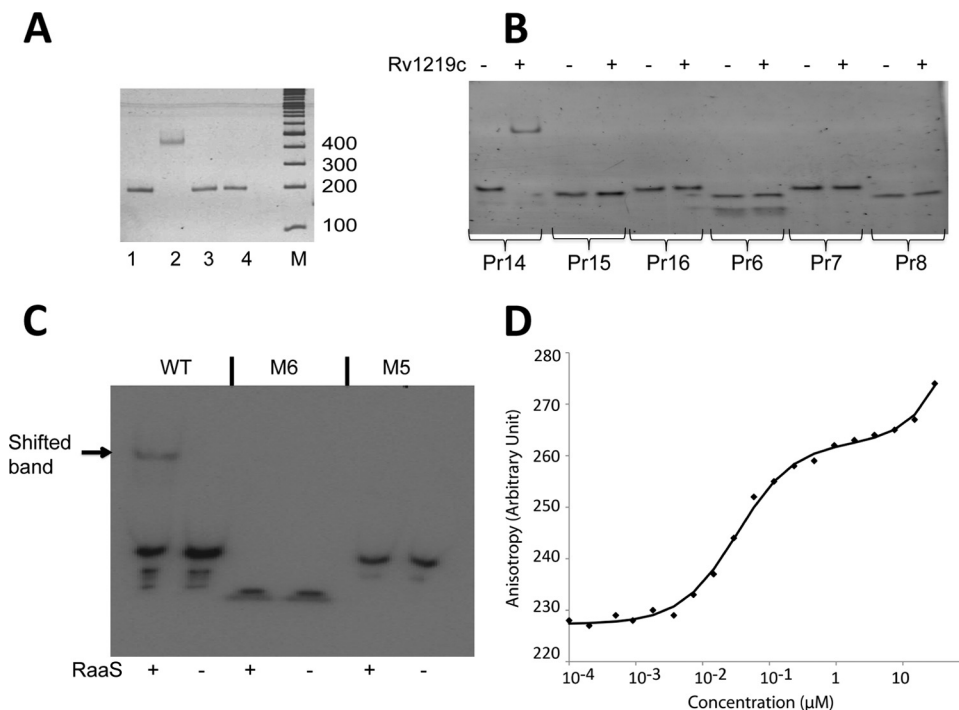 A
400
300
200
100
1 2 3 4 M
B
Rv1219c - + - + - + - + - + - +
Pr14 Pr15 Pr16 Pr6 Pr7 Pr8
C
WT M6 M5
Shifted
band
RaaS + - + - + -
D
Anisotropy (Arbitrary Unit)
280
270
260
250
240
230
220
10⁻⁴ 10⁻³ 10⁻² 10⁻¹ 1 10
Concentration (µM)